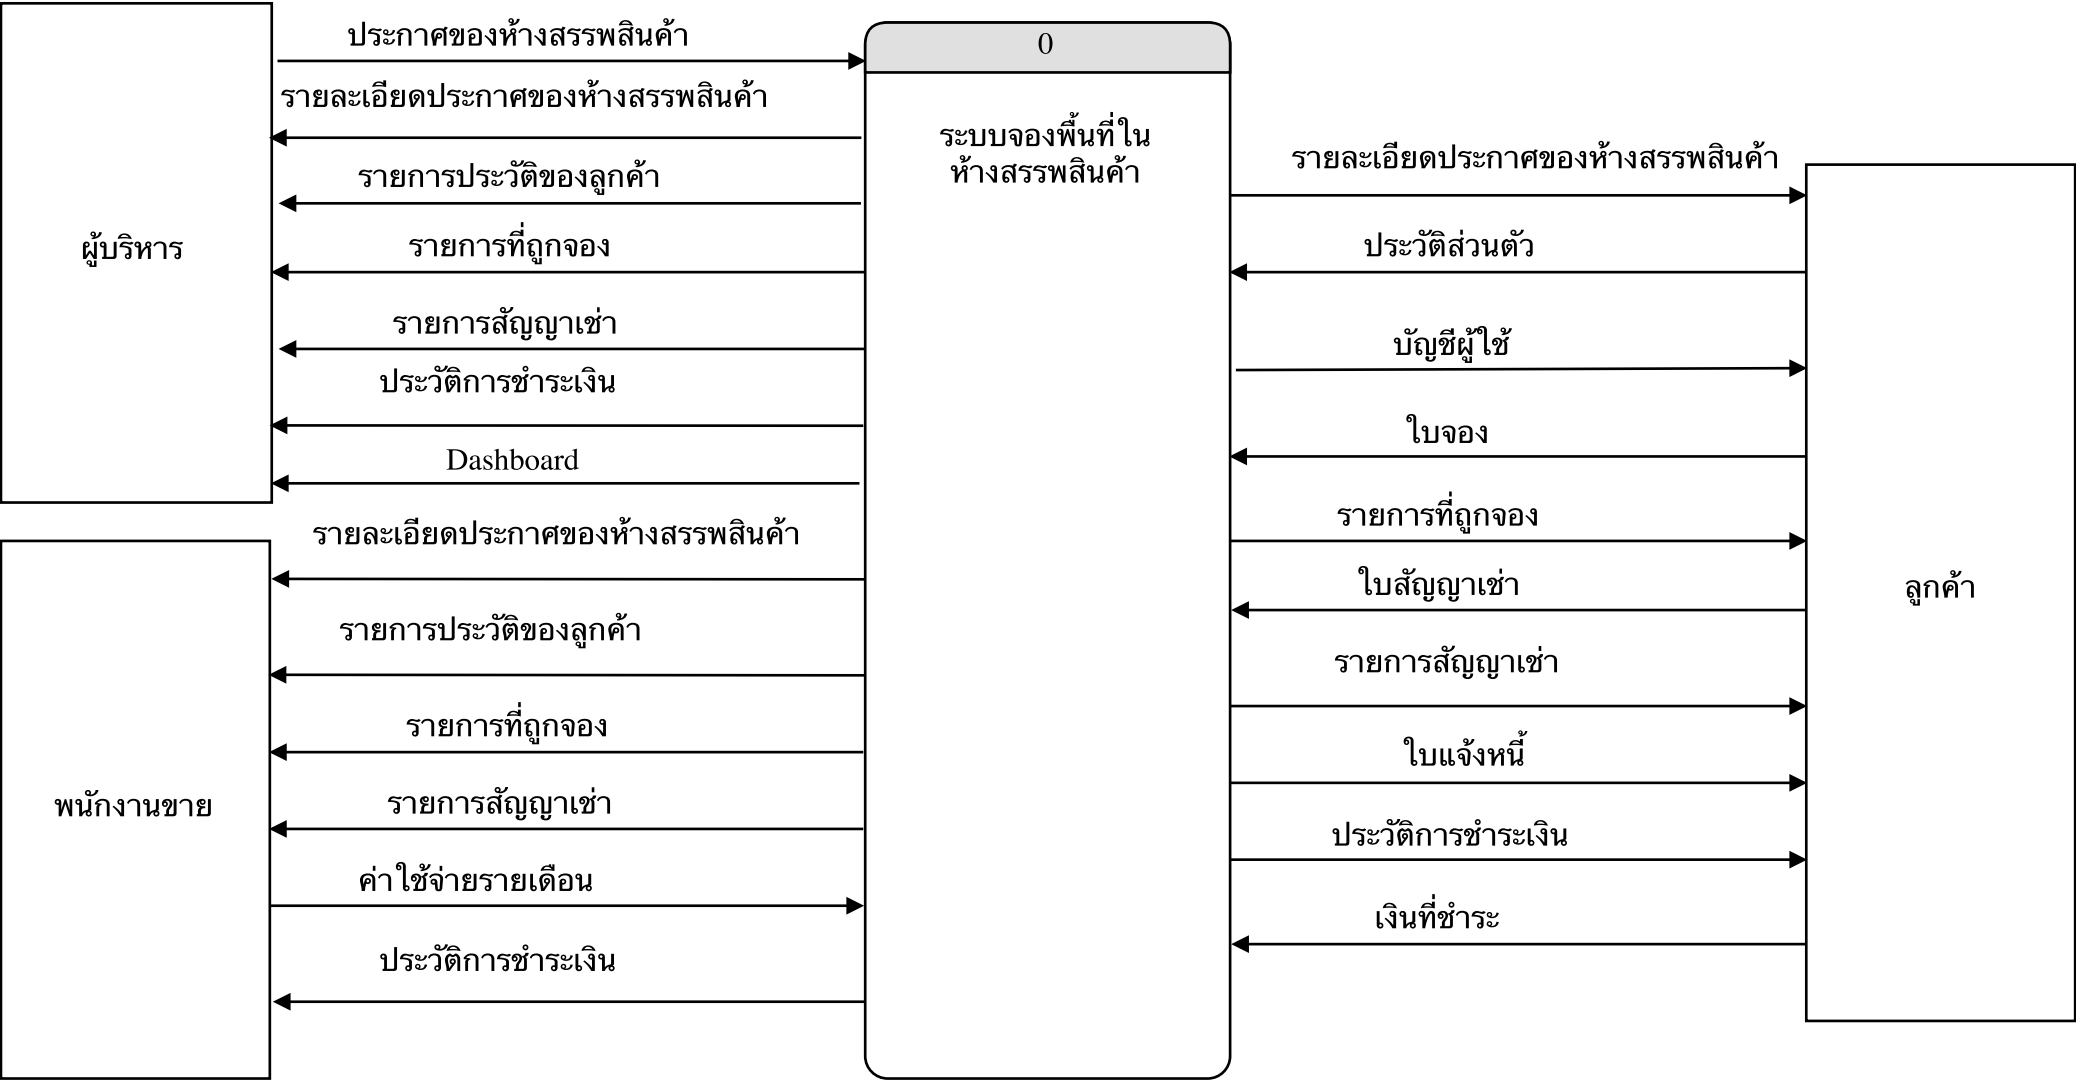 ผู้บริหาร
ประกาศของห้างสรรพสินค้า
รายละเอียดประกาศของห้างสรรพสินค้า
รายการประวัติของลูกค้า
รายการที่ถูกจอง
รายการสัญญาเช่า
ประวัติการชำระเงิน
Dashboard
พนักงานขาย
รายละเอียดประกาศของห้างสรรพสินค้า
รายการประวัติของลูกค้า
รายการที่ถูกจอง
รายการสัญญาเช่า
ค่าใช้จ่ายรายเดือน
ประวัติการชำระเงิน
0
ระบบจองพื้นที่ใน
ห้างสรรพสินค้า
รายละเอียดประกาศของห้างสรรพสินค้า
ประวัติส่วนตัว
บัญชีผู้ใช้
ใบจอง
รายการที่ถูกจอง
ใบสัญญาเช่า
รายการสัญญาเช่า
ใบแจ้งหนี้
ประวัติการชำระเงิน
เงินที่ชำระ
ลูกค้า